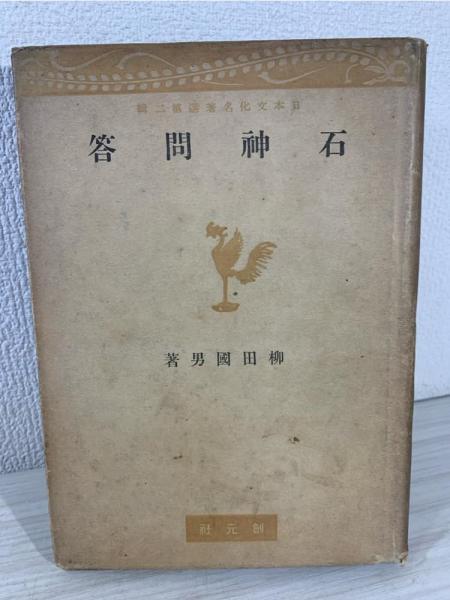 日本文化名著選第二輯
石神問答
柳田國男著
創元社